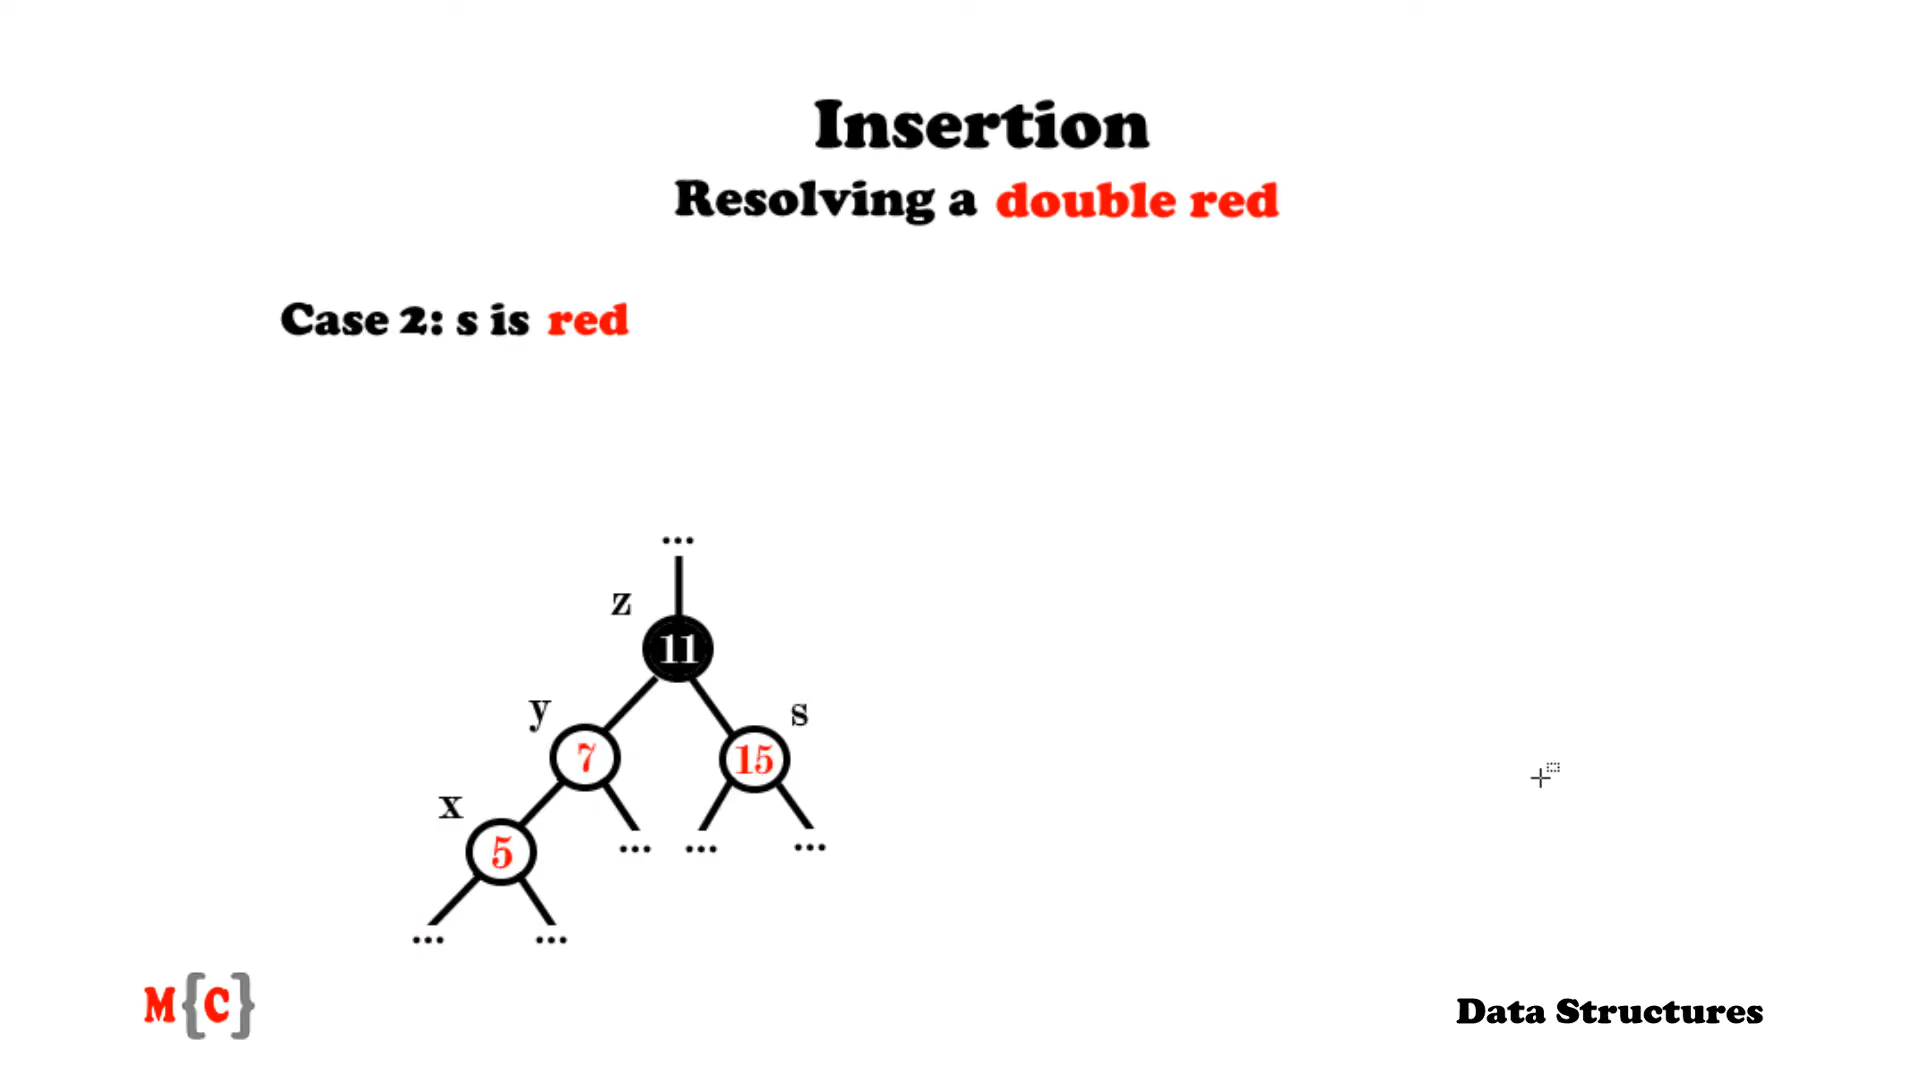 Insertion
Resolving a double red
Case 2: s is red
...
z
11
y
s
7
15
x
5
... ... ...
... ...
M{C}
Data Structures